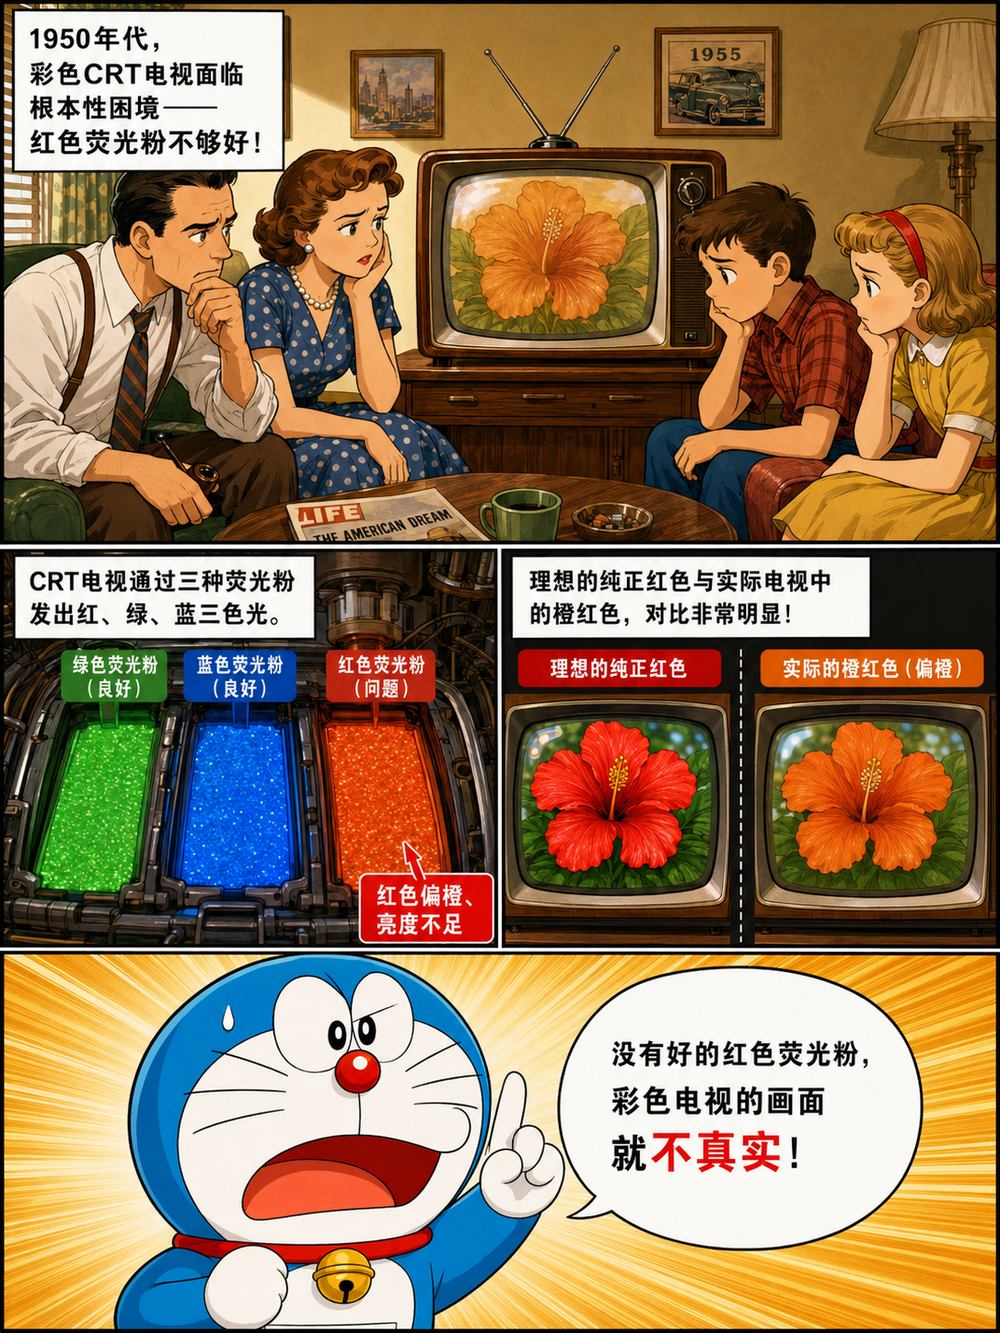 1950年代，
彩色CRT电视面临
根本性困境——
红色荧光粉不够好！
1955
LIFE
THE AMERICAN DREAM
CRT电视通过三种荧光粉
发出红、绿、蓝三色光。
绿色荧光粉
（良好）
蓝色荧光粉
（良好）
红色荧光粉
（问题）
红色偏橙、
亮度不足
理想的纯正红色与实际电视中
的橙红色，对比非常明显！
理想的纯正红色
实际的橙红色（偏橙）
没有好的红色荧光粉，
彩色电视的画面
就不真实！